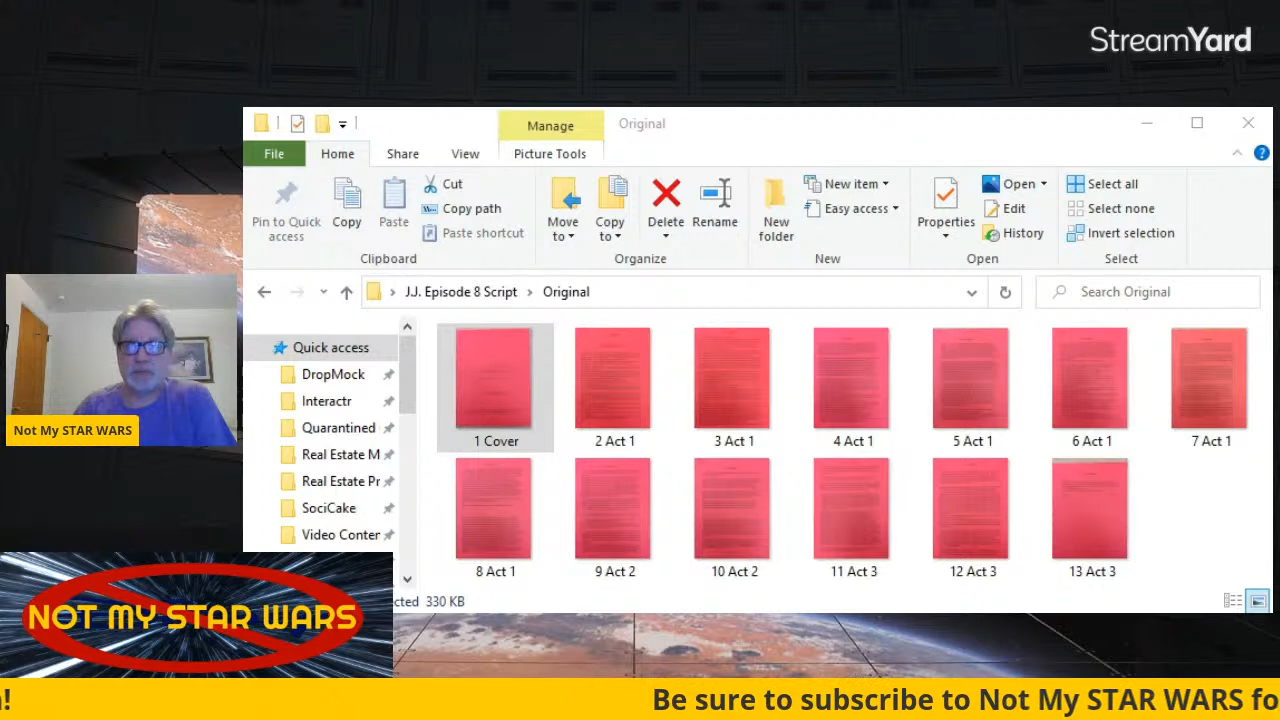 StreamYard
Manage
Original
File
Home
Share
View
Picture Tools
Pin to Quick access
Copy
Paste
Cut
Copy path
Paste shortcut
Clipboard
Move to
Copy to
Delete
Rename
Organize
New folder
New item
Easy access
New
Properties
Open
Edit
History
Open
Select all
Select none
Invert selection
Select
J.J. Episode 8 Script
Original
Search Original
Quick access
DropMock
Interactr
Quarantined
Real Estate M
Real Estate Pr
SociCake
Video Conter
1 Cover
2 Act 1
3 Act 1
4 Act 1
5 Act 1
6 Act 1
7 Act 1
8 Act 1
9 Act 2
10 Act 2
11 Act 3
12 Act 3
13 Act 3
cted 330 KB
Not My STAR WARS
NOT MY STAR WARS
! Be sure to subscribe to Not My STAR WARS fo